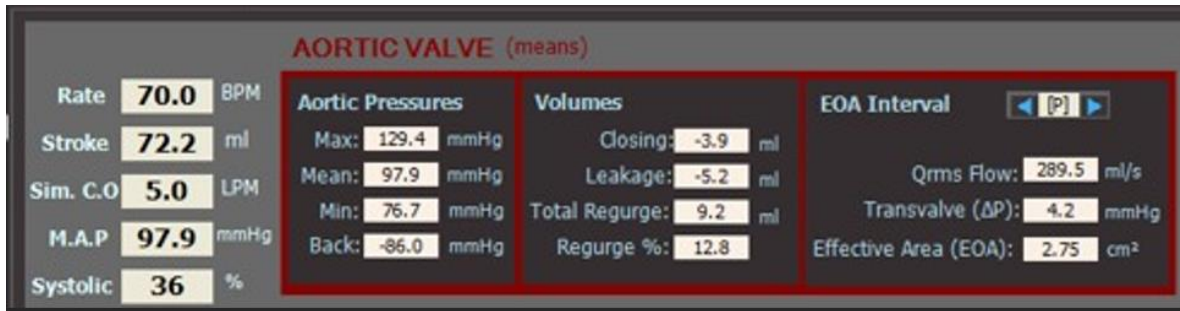 AORTIC VALVE (means)
Rate 70.0 BPM
Stroke 72.2 ml
Sim. C.O 5.0 LPM
M.A.P 97.9 mmHg
Systolic 36 %
Aortic Pressures
Max: 129.4 mmHg
Mean: 97.9 mmHg
Min: 76.7 mmHg
Back: -86.0 mmHg
Volumes
Closing: -3.9 ml
Leakage: -5.2 ml
Total Regurge: 9.2 ml
Regurge %: 12.8
EOA Interval [P]
Qrms Flow: 289.5 ml/s
Transvalve (ΔP): 4.2 mmHg
Effective Area (EOA): 2.75 cm²